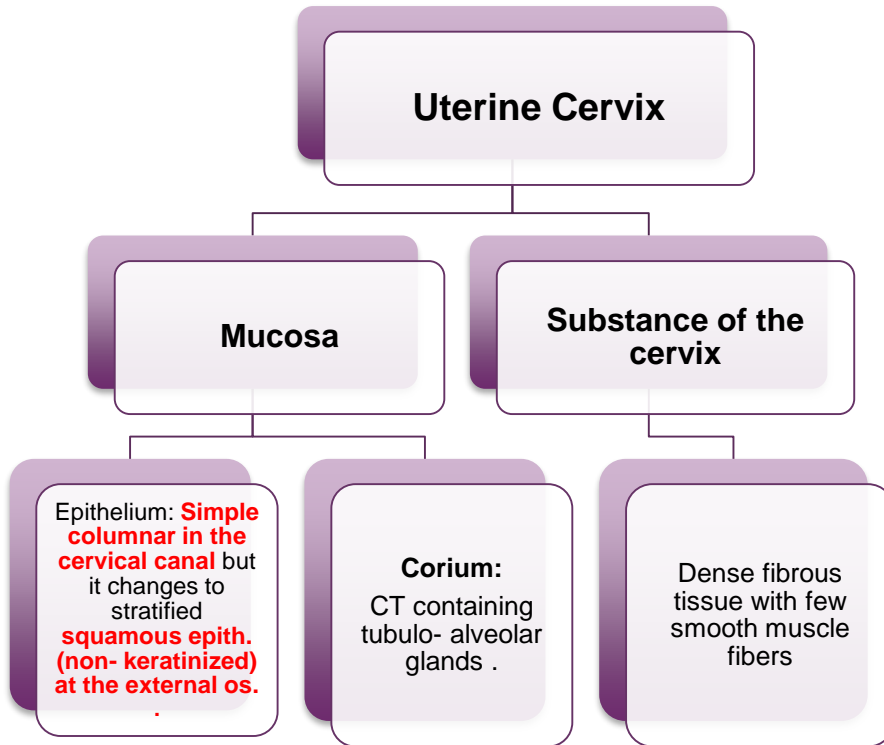 Uterine Cervix
Mucosa
Substance of the
cervix
Epithelium: Simple
columnar in the
cervical canal but
it changes to
stratified
squamous epith.
(non- keratinized)
at the external os.
.
Corium:
CT containing
tubulo- alveolar
glands .
Dense fibrous
tissue with few
smooth muscle
fibers